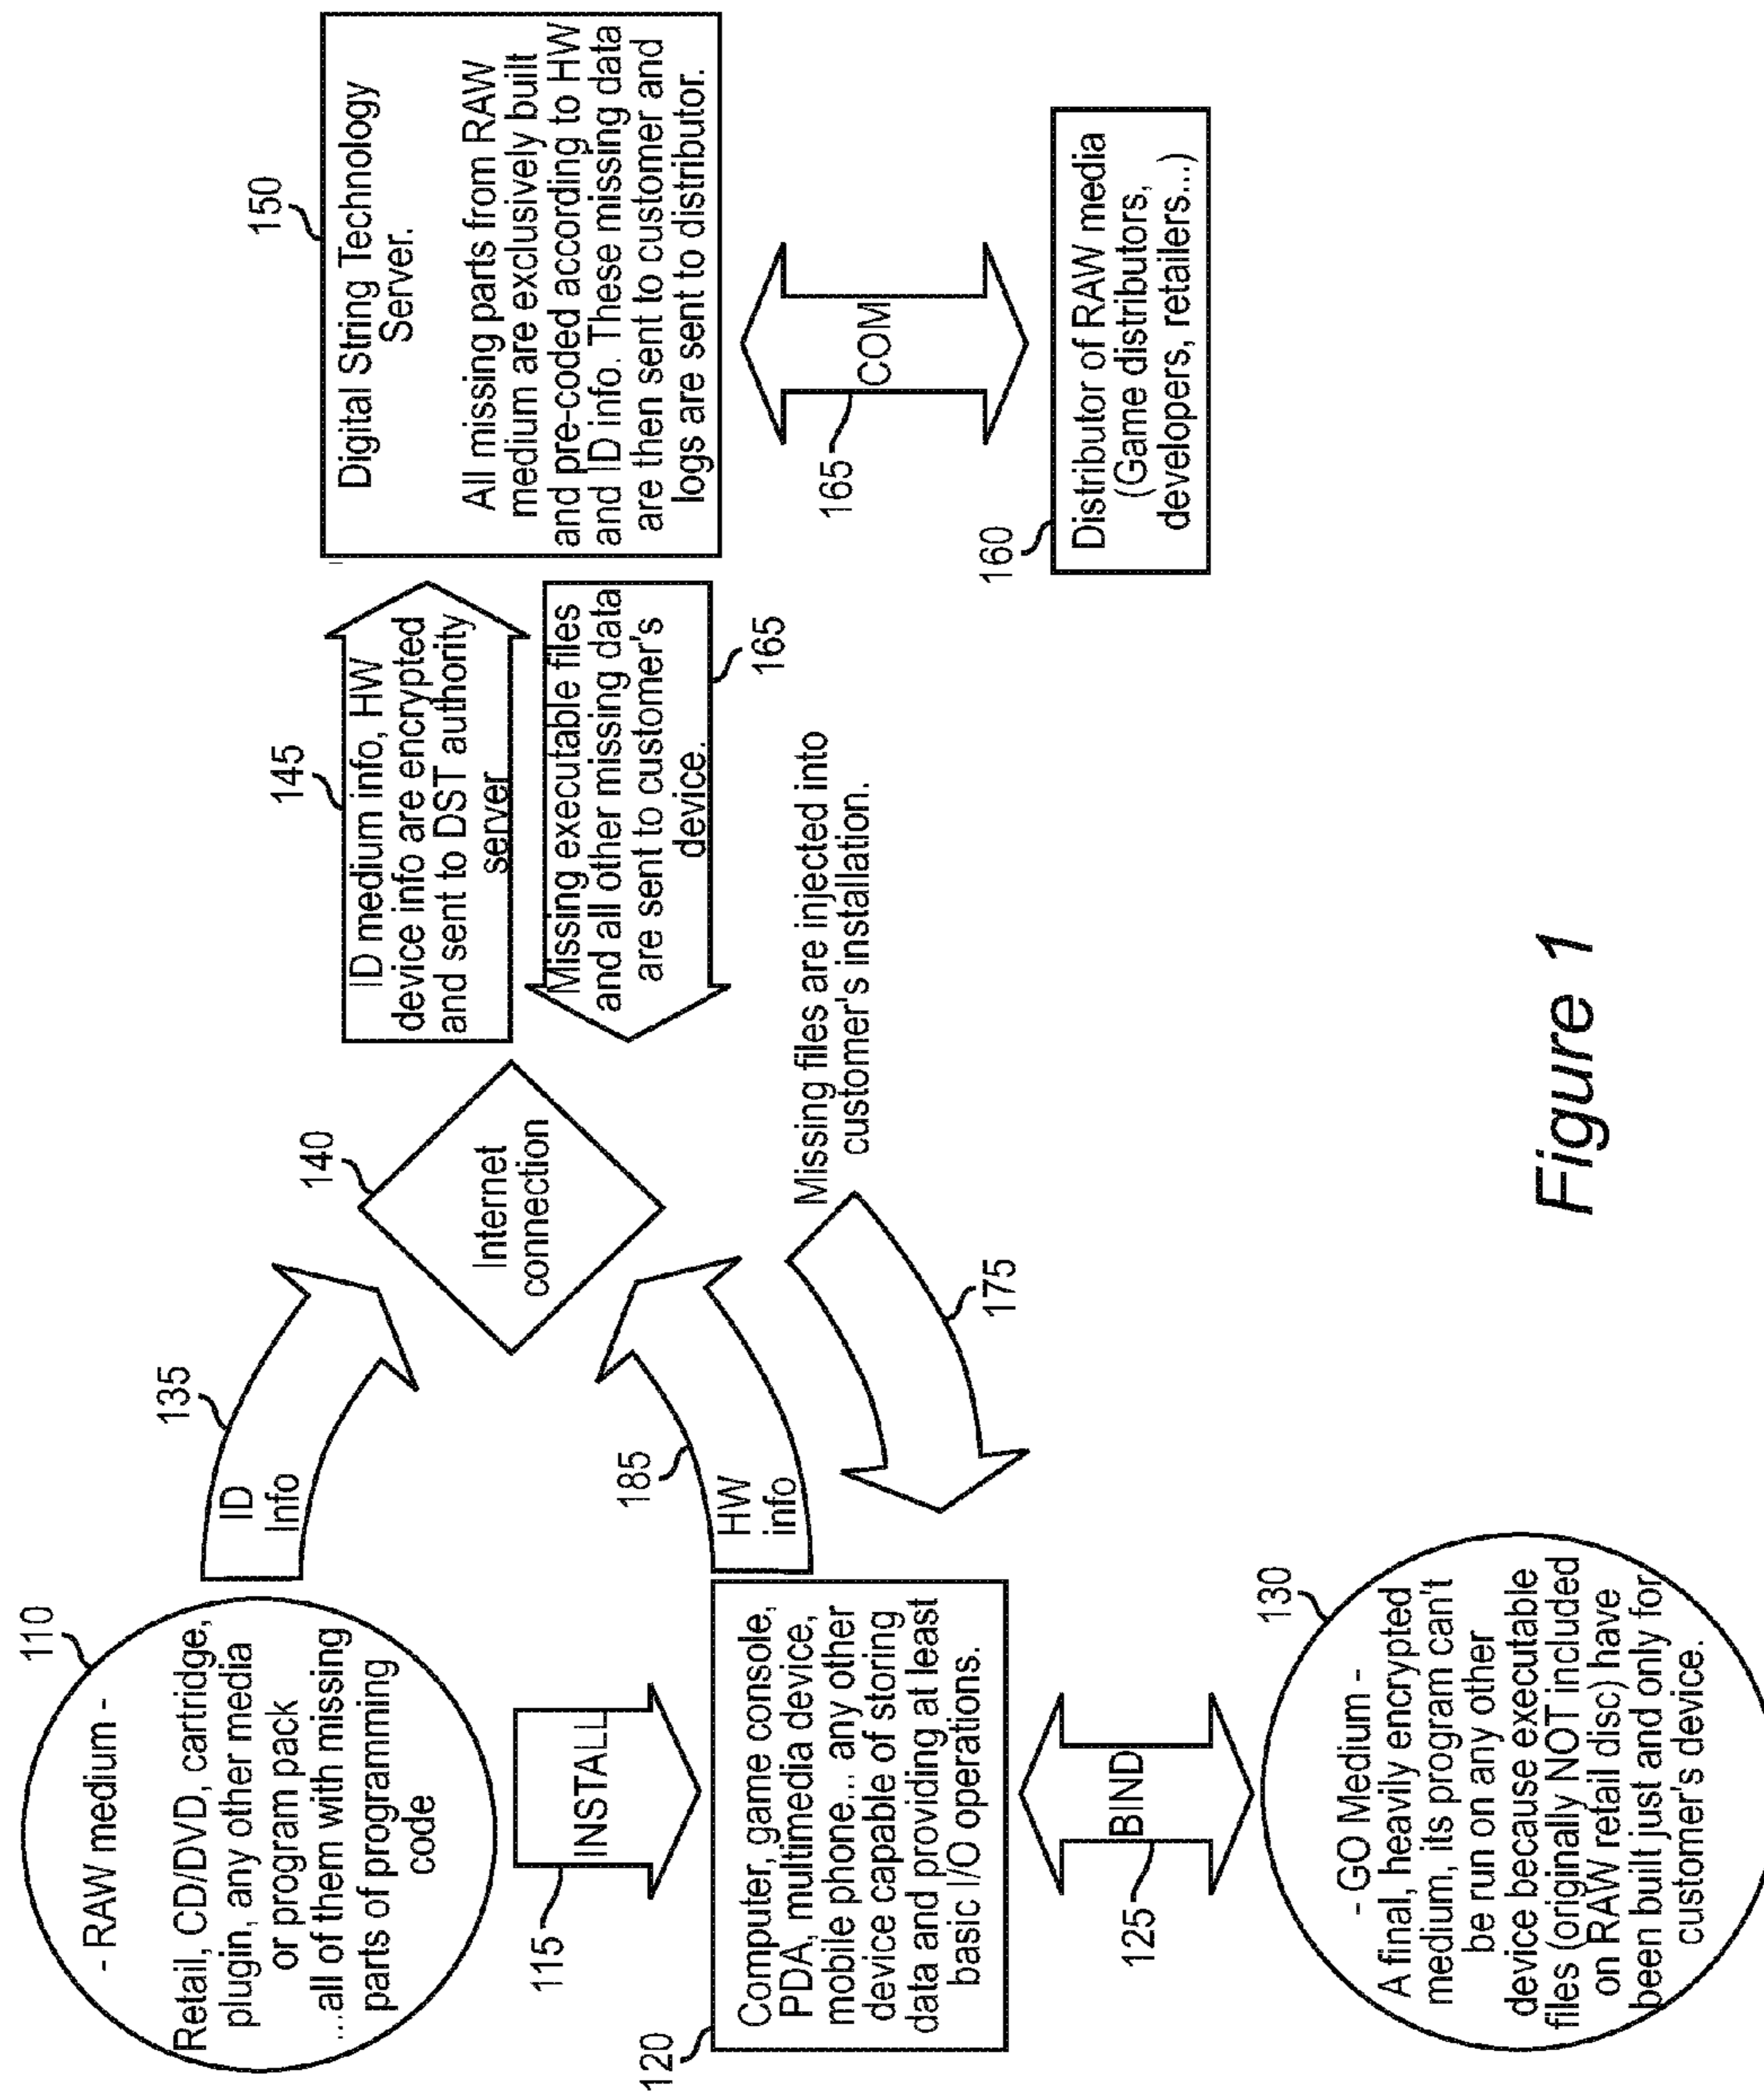 110
- RAW medium -
Retail, CD/DVD, cartridge,
plugin, any other media
or program pack
...all of them with missing
parts of programming
code
135
ID
Info
115
INSTALL
120
Computer, game console,
PDA, multimedia device,
mobile phone... any other
device capable of storing
data and providing at least
basic I/O operations.
185
HW
info
125
BIND
130
- GO Medium -
A final, heavily encrypted
medium, its program can't
be run on any other
device because executable
files (originally NOT included
on RAW retail disc) have
been built just and only for
customer's device.
140
Internet
connection
145
ID medium info, HW
device info are encrypted
and sent to DST authority
server
Missing executable files
and all other missing data
are sent to customer's
device.
165
Missing files are injected into
customer's installation.
175
150
Digital String Technology
Server.
All missing parts from RAW
medium are exclusively built
and pre-coded according to HW
and ID info. These missing data
are then sent to customer and
logs are sent to distributor.
165
COM
160
Distributor of RAW media
(Game distributors,
developers, retailers...)
Figure 1